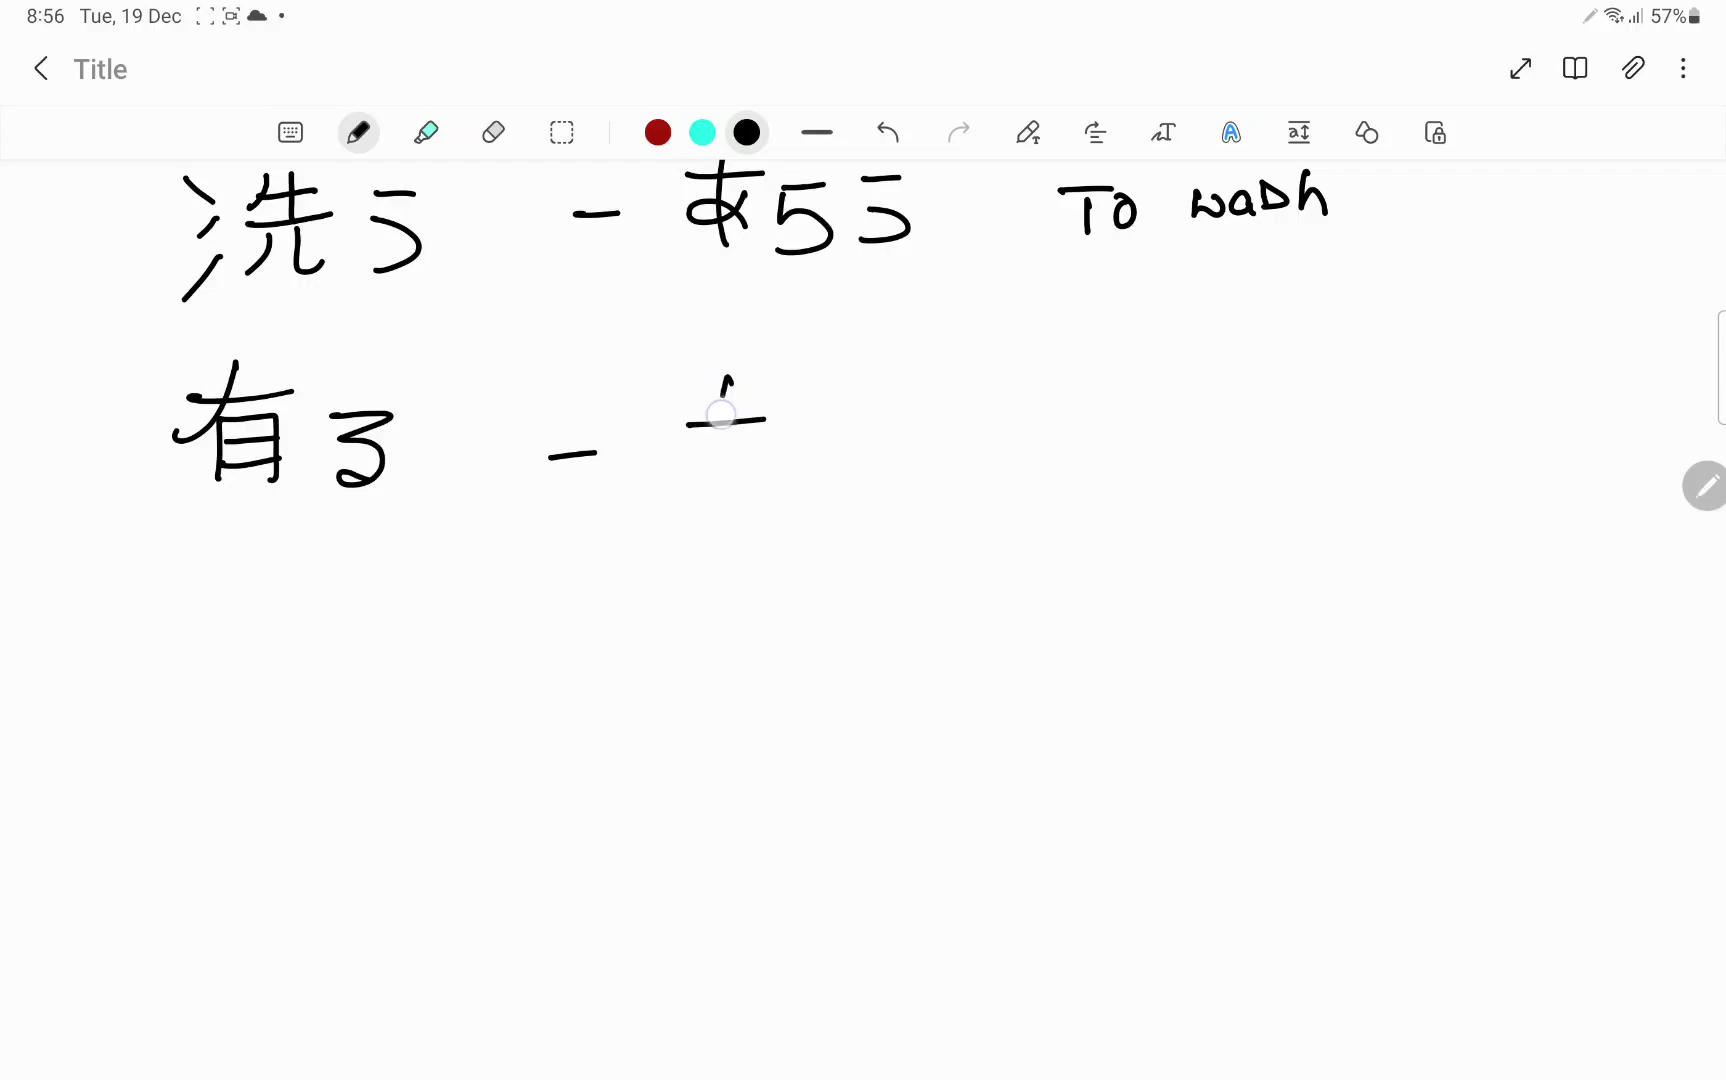 8:56 Tue, 19 Dec 57%
Title
洗う - あらう To wash
有る -